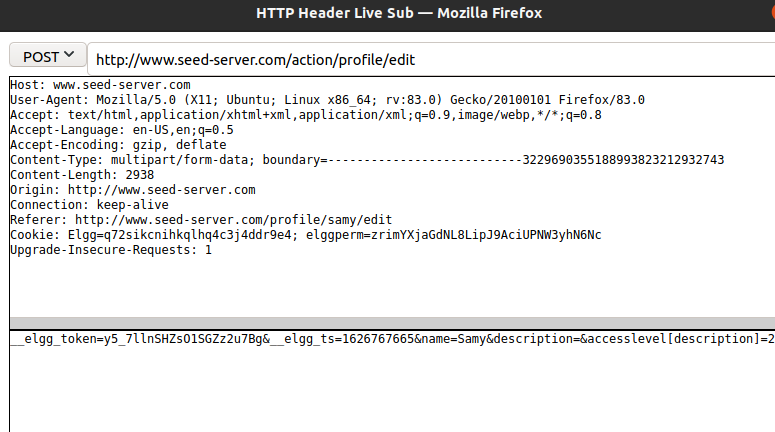 HTTP Header Live Sub — Mozilla Firefox
POST http://www.seed-server.com/action/profile/edit
Host: www.seed-server.com
User-Agent: Mozilla/5.0 (X11; Ubuntu; Linux x86_64; rv:83.0) Gecko/20100101 Firefox/83.0
Accept: text/html,application/xhtml+xml,application/xml;q=0.9,image/webp,*/*;q=0.8
Accept-Language: en-US,en;q=0.5
Accept-Encoding: gzip, deflate
Content-Type: multipart/form-data; boundary=---------------------------3229690355188993823212932743
Content-Length: 2938
Origin: http://www.seed-server.com
Connection: keep-alive
Referer: http://www.seed-server.com/profile/samy/edit
Cookie: Elgg=q72sikcnihkqlhq4c3j4ddr9e4; elggperm=zrimYXjaGdNL8LipJ9AciUPNW3yhN6Nc
Upgrade-Insecure-Requests: 1
__elgg_token=y5_7llnSHZsO1SGZz2u7Bg&__elgg_ts=1626767665&name=Samy&description=&accesslevel[description]=2